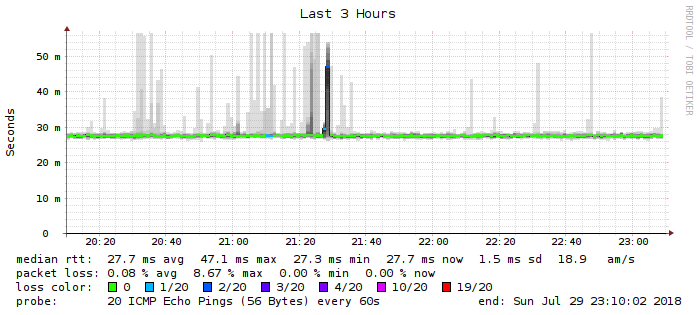 Last 3 Hours
RRDTOOL / TOBI OETIKER
Seconds
50 m
40 m
30 m
20 m
10 m
0
20:20 20:40 21:00 21:20 21:40 22:00 22:20 22:40 23:00
median rtt: 27.7 ms avg 47.1 ms max 27.3 ms min 27.7 ms now 1.5 ms sd 18.9 am/s
packet loss: 0.08 % avg 8.67 % max 0.00 % min 0.00 % now
loss color: 0 1/20 2/20 3/20 4/20 10/20 19/20
probe: 20 ICMP Echo Pings (56 Bytes) every 60s end: Sun Jul 29 23:10:02 2018